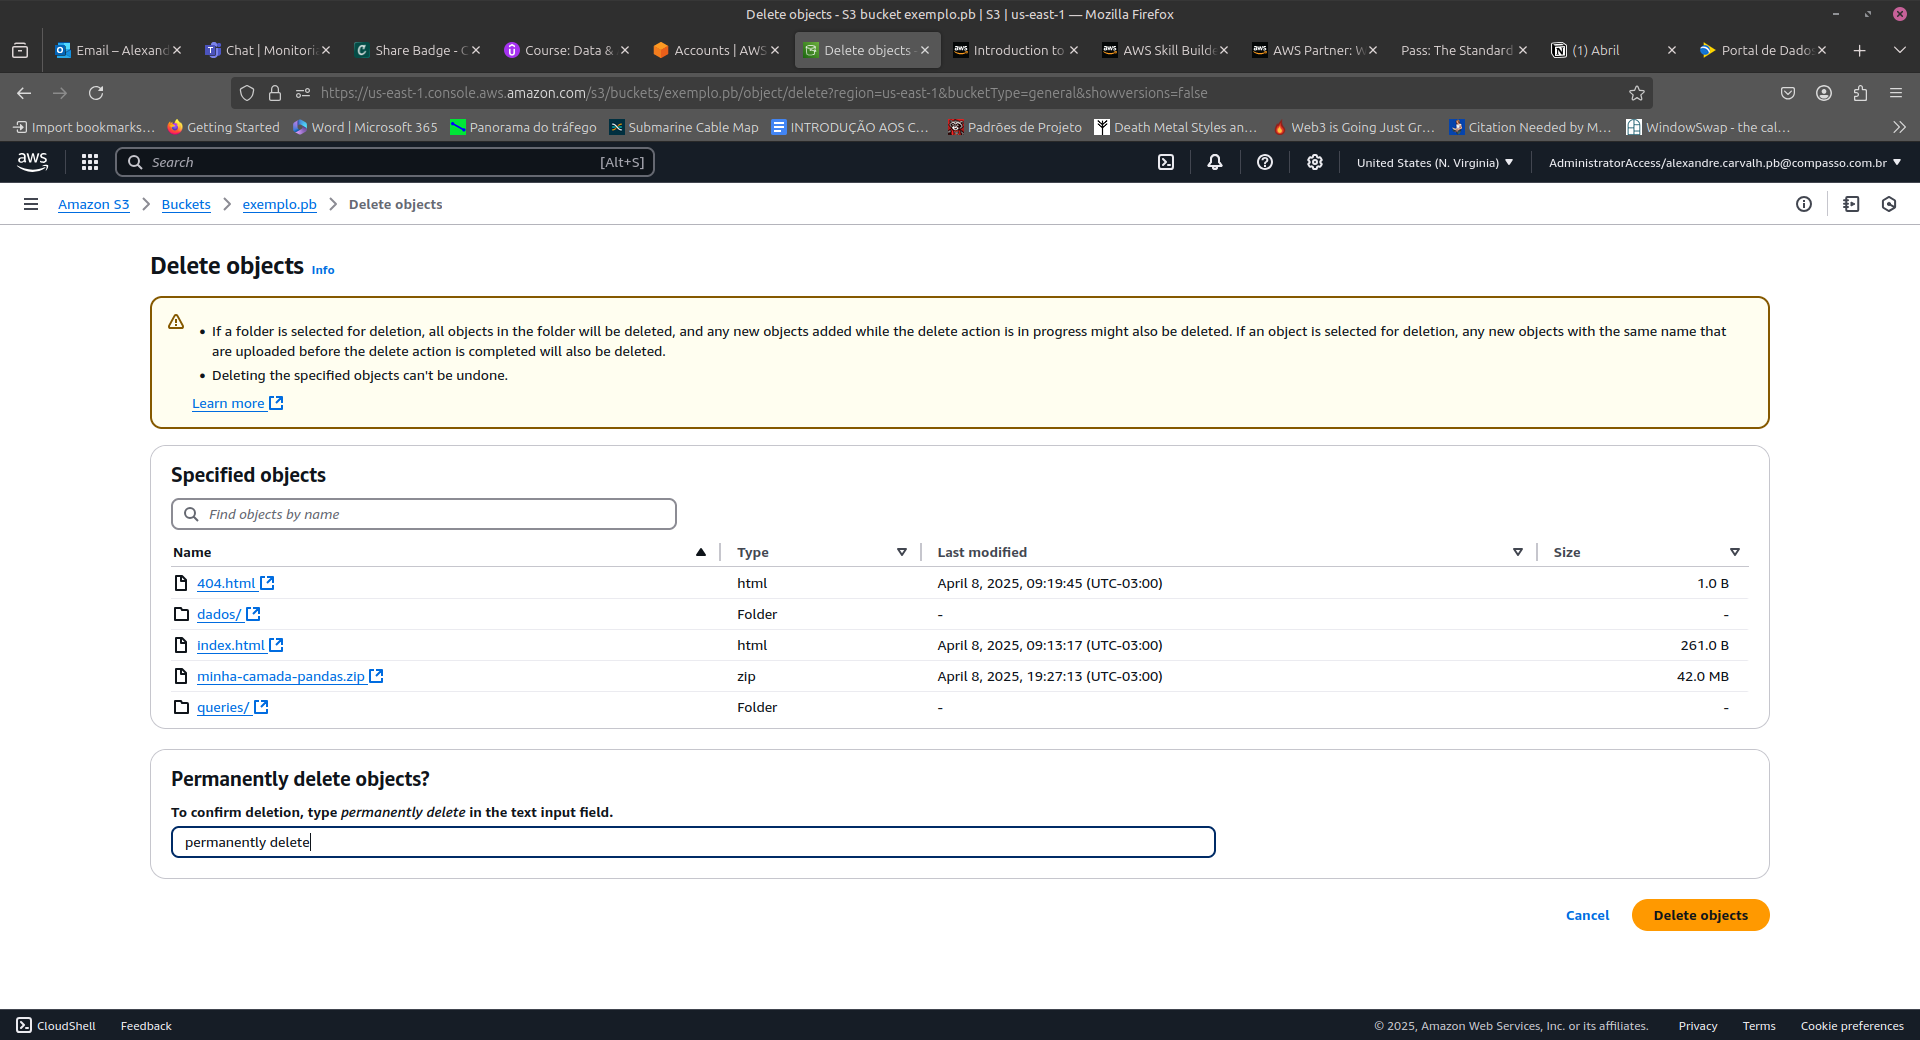 Delete objects - S3 bucket exemplo.pb | S3 | us-east-1 — Mozilla Firefox
Email – Alexand
Chat | Monitori
Share Badge - C
Course: Data &
Accounts | AWS
Delete objects -
Introduction to
AWS Skill Builde
AWS Partner: W
Pass: The Standard
(1) Abril
Portal de Dados
https://us-east-1.console.aws.amazon.com/s3/buckets/exemplo.pb/object/delete?region=us-east-1&bucketType=general&showversions=false
Import bookmarks…
Getting Started
Word | Microsoft 365
Panorama do tráfego
Submarine Cable Map
INTRODUÇÃO AOS C…
Padrões de Projeto
Death Metal Styles an…
Web3 is Going Just Gr…
Citation Needed by M…
WindowSwap - the cal…
aws
Search [Alt+S]
United States (N. Virginia)
AdministratorAccess/alexandre.carvalh.pb@compasso.com.br
Amazon S3 > Buckets > exemplo.pb > Delete objects
Delete objects Info
• If a folder is selected for deletion, all objects in the folder will be deleted, and any new objects added while the delete action is in progress might also be deleted. If an object is selected for deletion, any new objects with the same name that
are uploaded before the delete action is completed will also be deleted.
• Deleting the specified objects can't be undone.
Learn more
Specified objects
Find objects by name
Name Type Last modified Size
404.html html April 8, 2025, 09:19:45 (UTC-03:00) 1.0 B
dados/ Folder - -
index.html html April 8, 2025, 09:13:17 (UTC-03:00) 261.0 B
minha-camada-pandas.zip zip April 8, 2025, 19:27:13 (UTC-03:00) 42.0 MB
queries/ Folder - -
Permanently delete objects?
To confirm deletion, type permanently delete in the text input field.
permanently delete
Cancel
Delete objects
CloudShell Feedback © 2025, Amazon Web Services, Inc. or its affiliates. Privacy Terms Cookie preferences